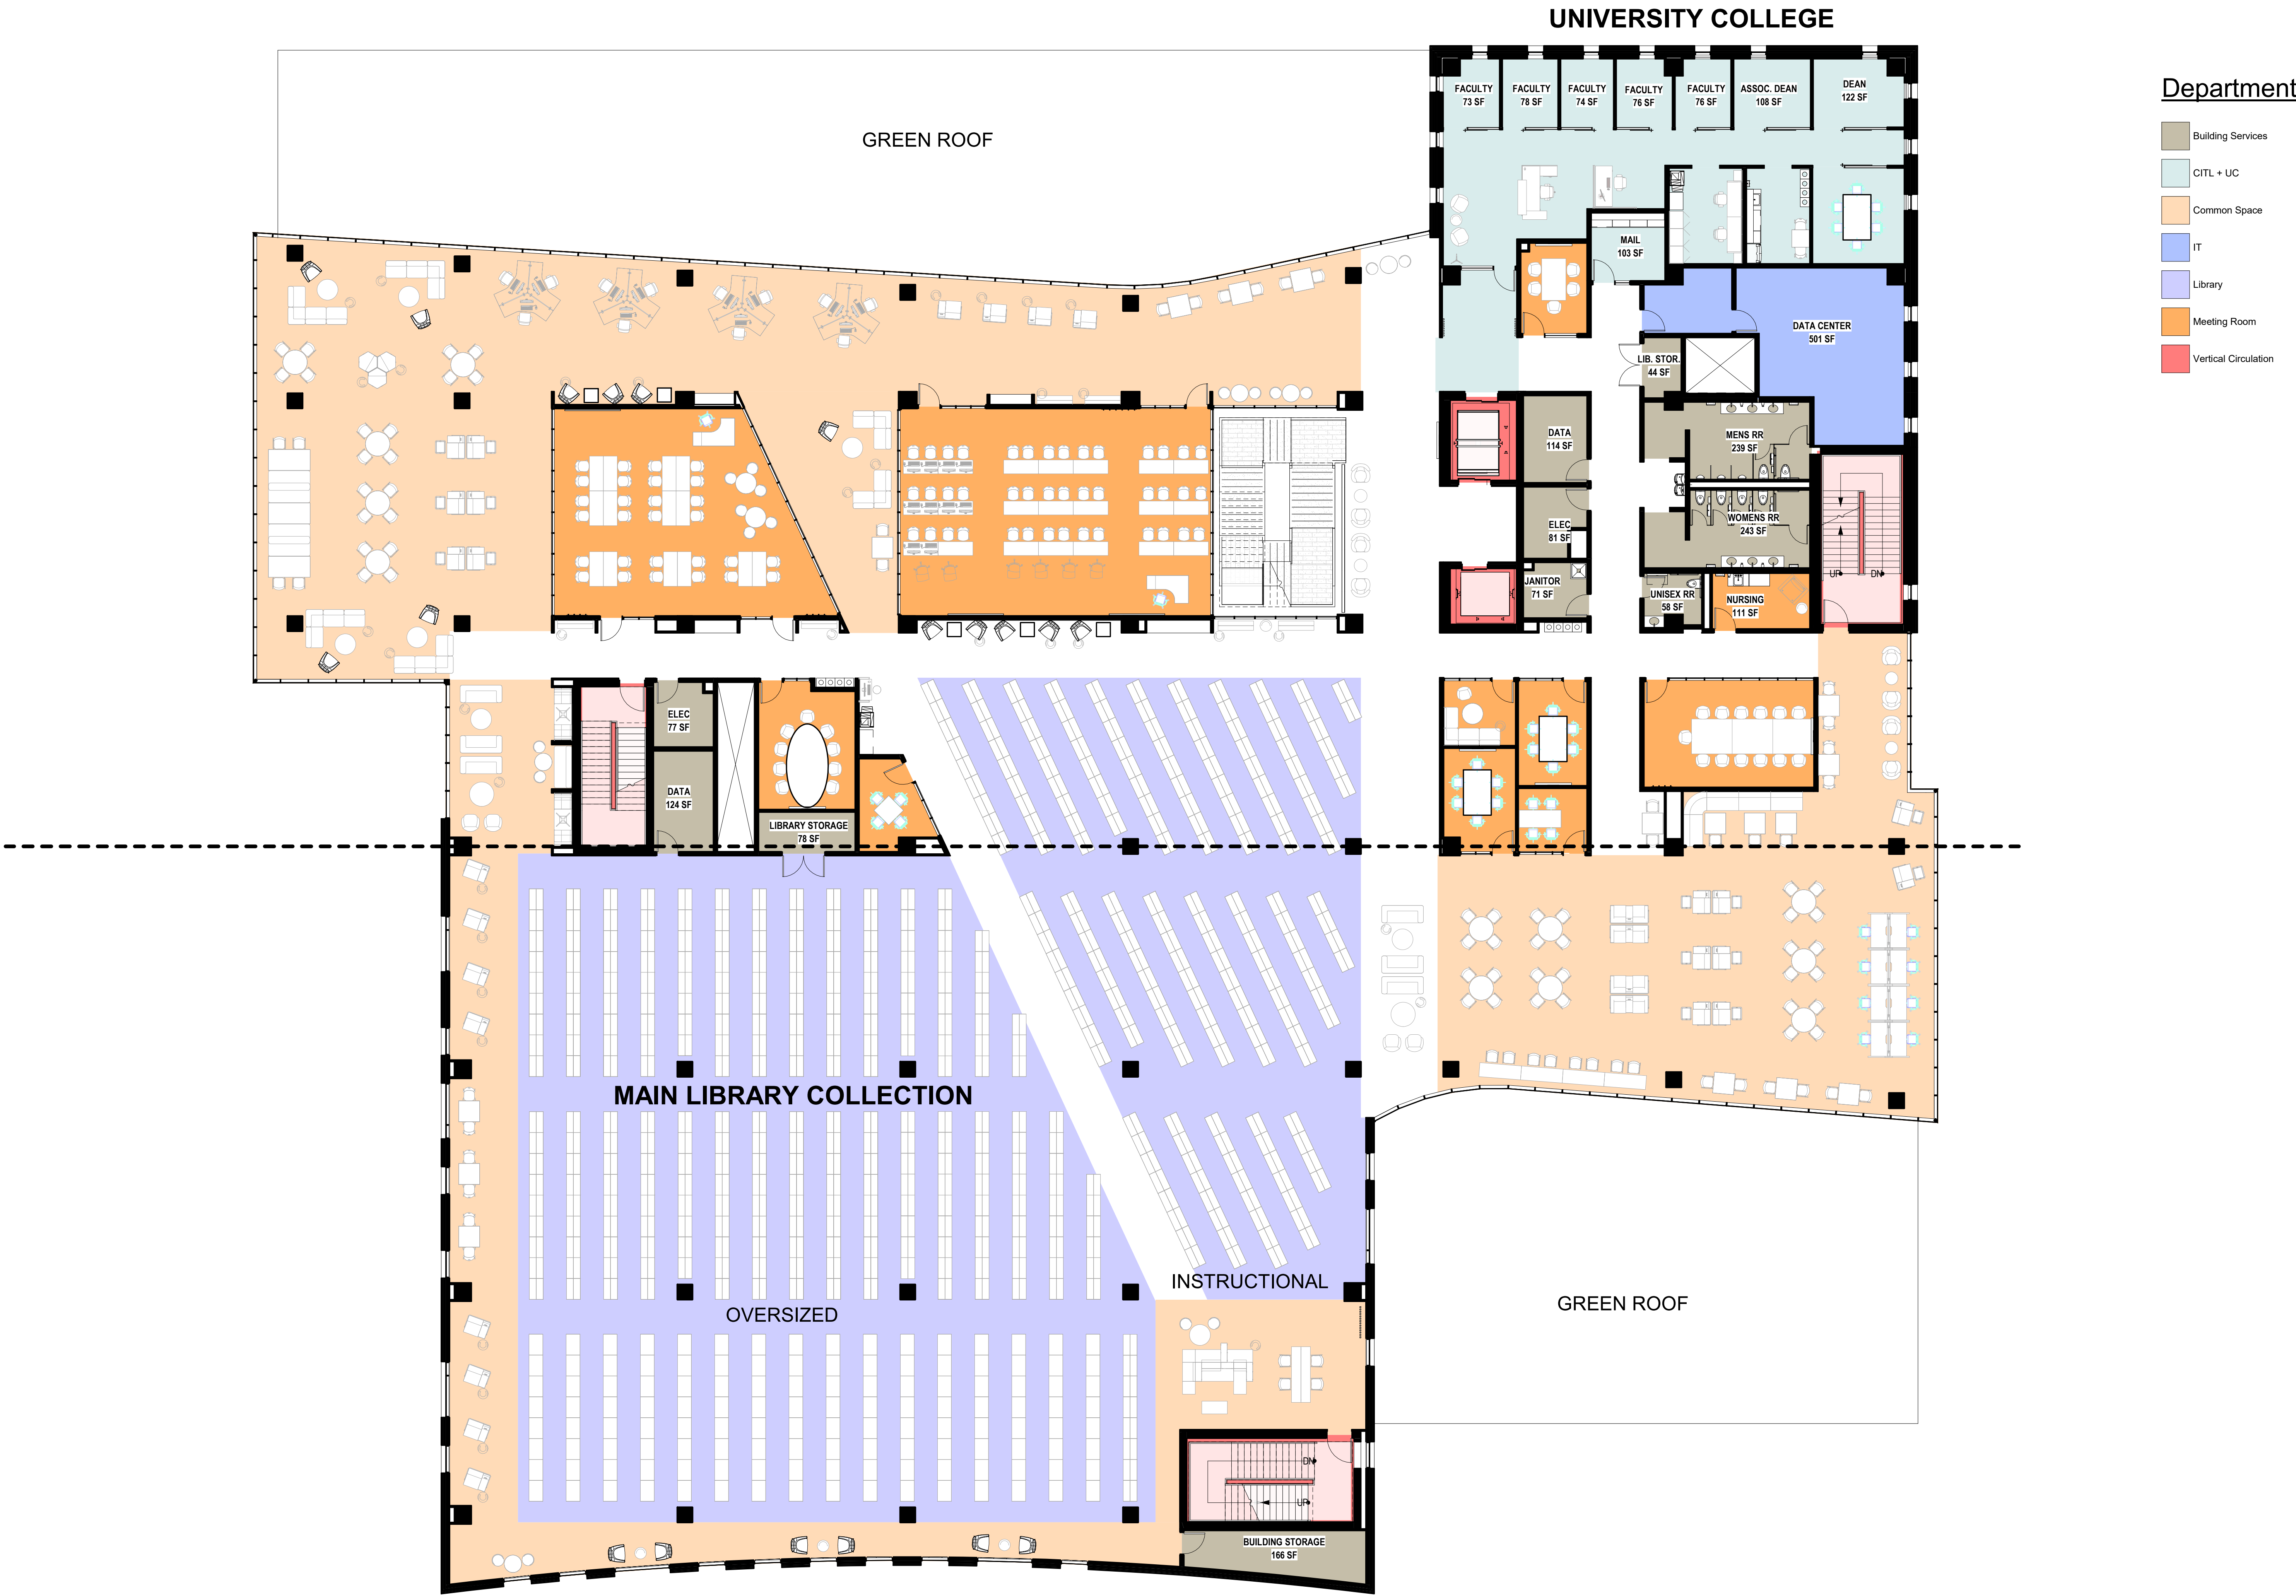 UNIVERSITY COLLEGE
Department
Building Services
CITL + UC
Common Space
IT
Library
Meeting Room
Vertical Circulation
FACULTY
73 SF
FACULTY
78 SF
FACULTY
74 SF
FACULTY
76 SF
FACULTY
76 SF
ASSOC. DEAN
108 SF
DEAN
122 SF
GREEN ROOF
MAIL
103 SF
DATA CENTER
501 SF
LIB. STOR.
44 SF
DATA
114 SF
MENS RR
239 SF
ELEC
81 SF
WOMENS RR
243 SF
UP
DN
JANITOR
71 SF
UNISEX RR
58 SF
NURSING
111 SF
ELEC
77 SF
DATA
124 SF
LIBRARY STORAGE
78 SF
MAIN LIBRARY COLLECTION
INSTRUCTIONAL
OVERSIZED
GREEN ROOF
DN
UP
BUILDING STORAGE
166 SF